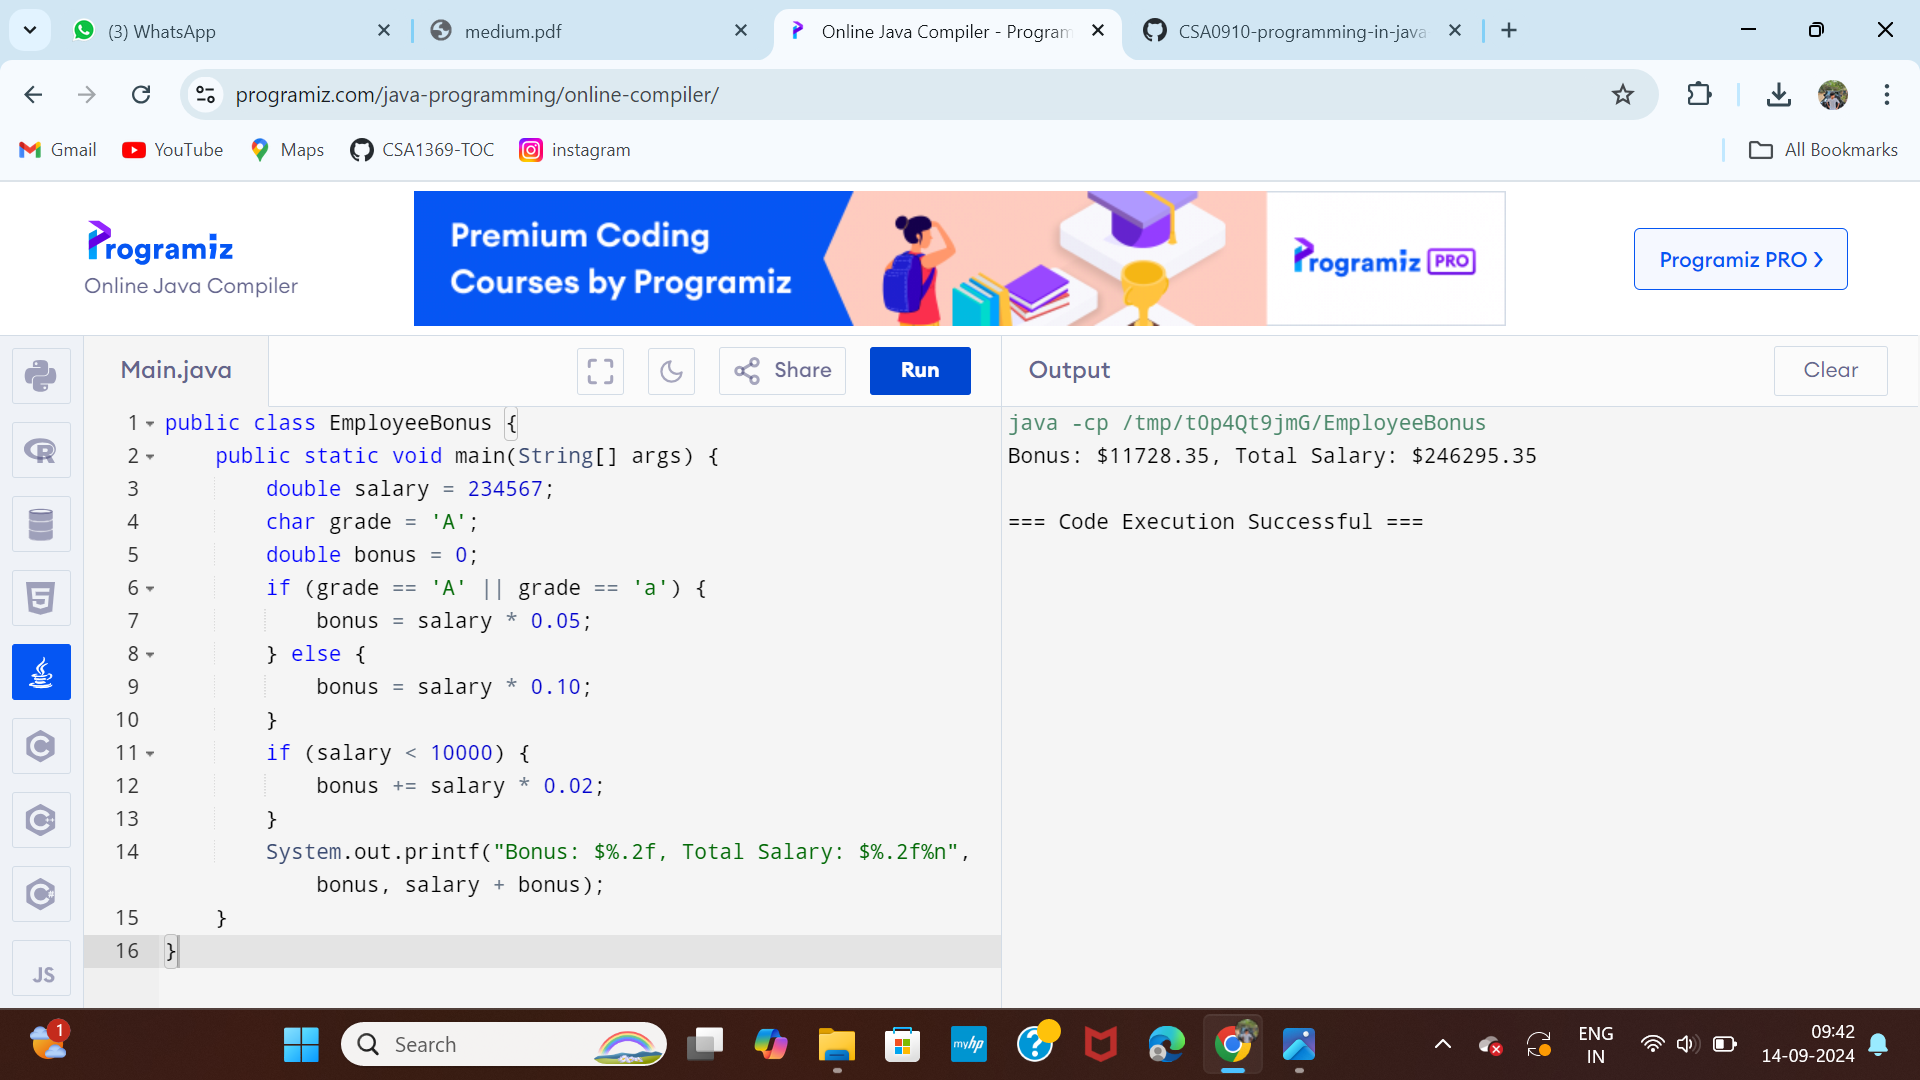 (3) WhatsApp
medium.pdf
Online Java Compiler - Program
CSA0910-programming-in-java
programiz.com/java-programming/online-compiler/
Gmail
YouTube
Maps
CSA1369-TOC
instagram
All Bookmarks
Programiz
Online Java Compiler
Premium Coding
Courses by Programiz
Programiz PRO
Programiz PRO ❯
Main.java
Share
Run
Output
Clear
1 public class EmployeeBonus {
2     public static void main(String[] args) {
3         double salary = 234567;
4         char grade = 'A';
5         double bonus = 0;
6         if (grade == 'A' || grade == 'a') {
7             bonus = salary * 0.05;
8         } else {
9             bonus = salary * 0.10;
10         }
11         if (salary < 10000) {
12             bonus += salary * 0.02;
13         }
14         System.out.printf("Bonus: $%.2f, Total Salary: $%.2f%n",
            bonus, salary + bonus);
15     }
16 }
java -cp /tmp/tOp4Qt9jmG/EmployeeBonus
Bonus: $11728.35, Total Salary: $246295.35
=== Code Execution Successful ===
R
5
C
C
C
JS
1
Search
myhp
?
ENG
IN
09:42
14-09-2024